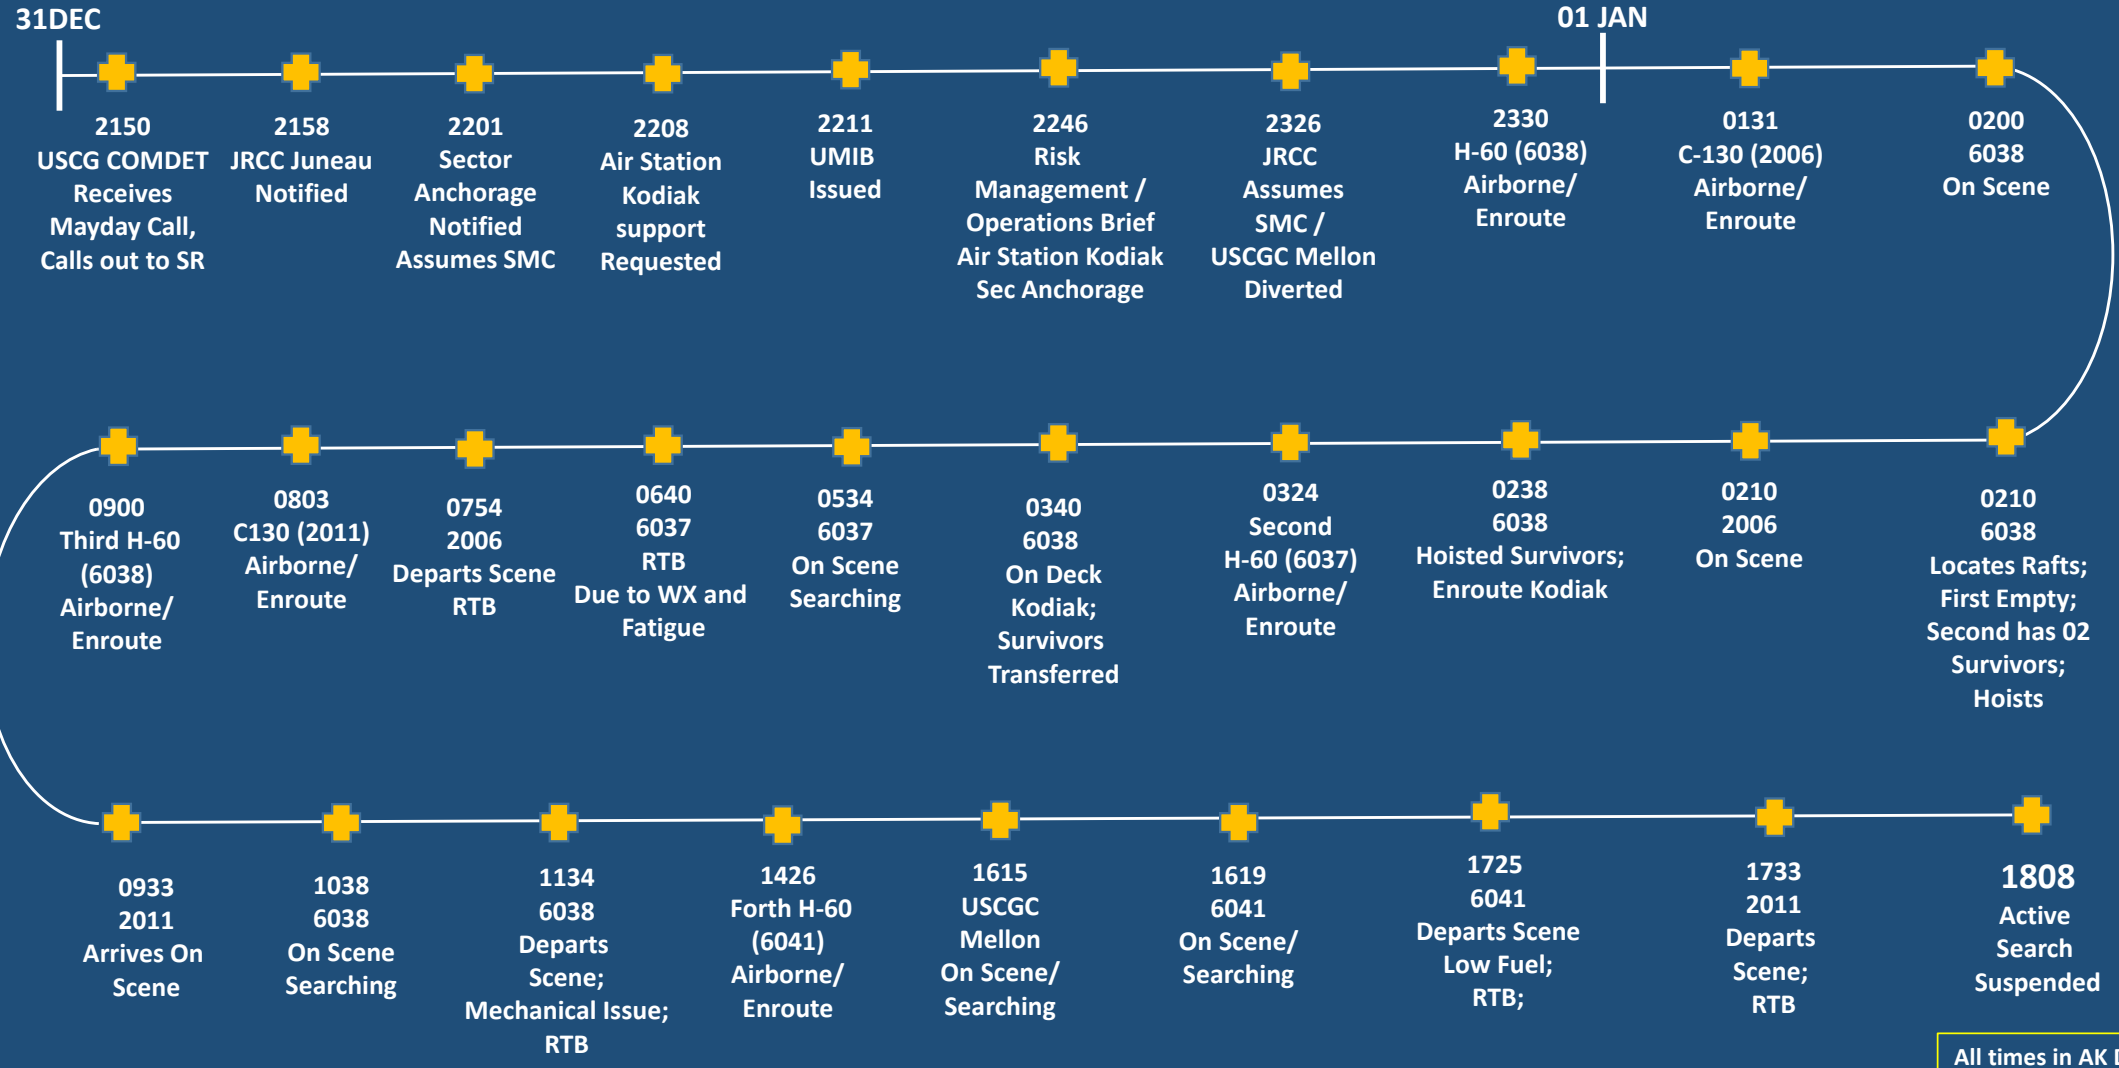 31DEC
01 JAN
2150
USCG COMDET
Receives
Mayday Call,
Calls out to SR
2158
JRCC Juneau
Notified
2201
Sector
Anchorage
Notified
Assumes SMC
2208
Air Station
Kodiak
support
Requested
2211
UMIB
Issued
2246
Risk
Management /
Operations Brief
Air Station Kodiak
Sec Anchorage
2326
JRCC
Assumes
SMC /
USCGC Mellon
Diverted
2330
H-60 (6038)
Airborne/
Enroute
0131
C-130 (2006)
Airborne/
Enroute
0200
6038
On Scene
0900
Third H-60
(6038)
Airborne/
Enroute
0803
C130 (2011)
Airborne/
Enroute
0754
2006
Departs Scene
RTB
0640
6037
RTB
Due to WX and
Fatigue
0534
6037
On Scene
Searching
0340
6038
On Deck
Kodiak;
Survivors
Transferred
0324
Second
H-60 (6037)
Airborne/
Enroute
0238
6038
Hoisted Survivors;
Enroute Kodiak
0210
2006
On Scene
0210
6038
Locates Rafts;
First Empty;
Second has 02
Survivors;
Hoists
0933
2011
Arrives On
Scene
1038
6038
On Scene
Searching
1134
6038
Departs
Scene;
Mechanical Issue;
RTB
1426
Forth H-60
(6041)
Airborne/
Enroute
1615
USCGC
Mellon
On Scene/
Searching
1619
6041
On Scene/
Searching
1725
6041
Departs Scene
Low Fuel;
RTB;
1733
2011
Departs
Scene;
RTB
1808
Active
Search
Suspended
All times in AK